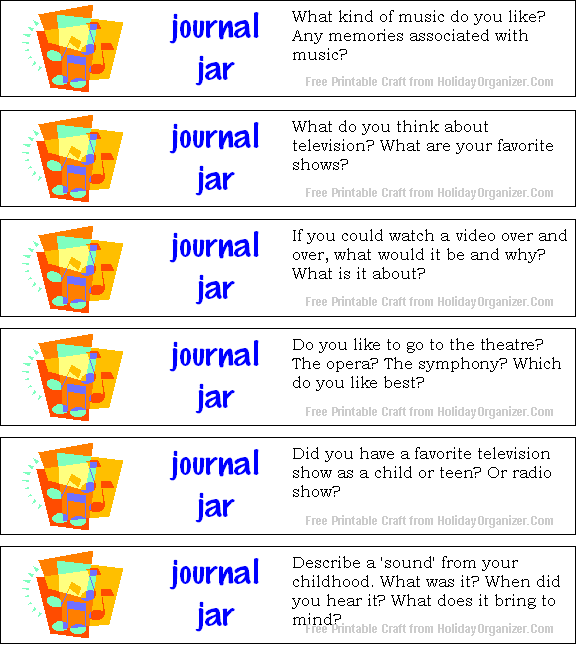 journal
jar
What kind of music do you like?
Any memories associated with
music?
Free Printable Craft from HolidayOrganizer.Com
journal
jar
What do you think about
television? What are your favorite
shows?
Free Printable Craft from HolidayOrganizer.Com
journal
jar
If you could watch a video over and
over, what would it be and why?
What is it about?
Free Printable Craft from HolidayOrganizer.Com
journal
jar
Do you like to go to the theatre?
The opera? The symphony? Which
do you like best?
Free Printable Craft from HolidayOrganizer.Com
journal
jar
Did you have a favorite television
show as a child or teen? Or radio
show?
Free Printable Craft from HolidayOrganizer.Com
journal
jar
Describe a 'sound' from your
childhood. What was it? When did
you hear it? What does it bring to
mind?
Free Printable Craft from HolidayOrganizer.Com